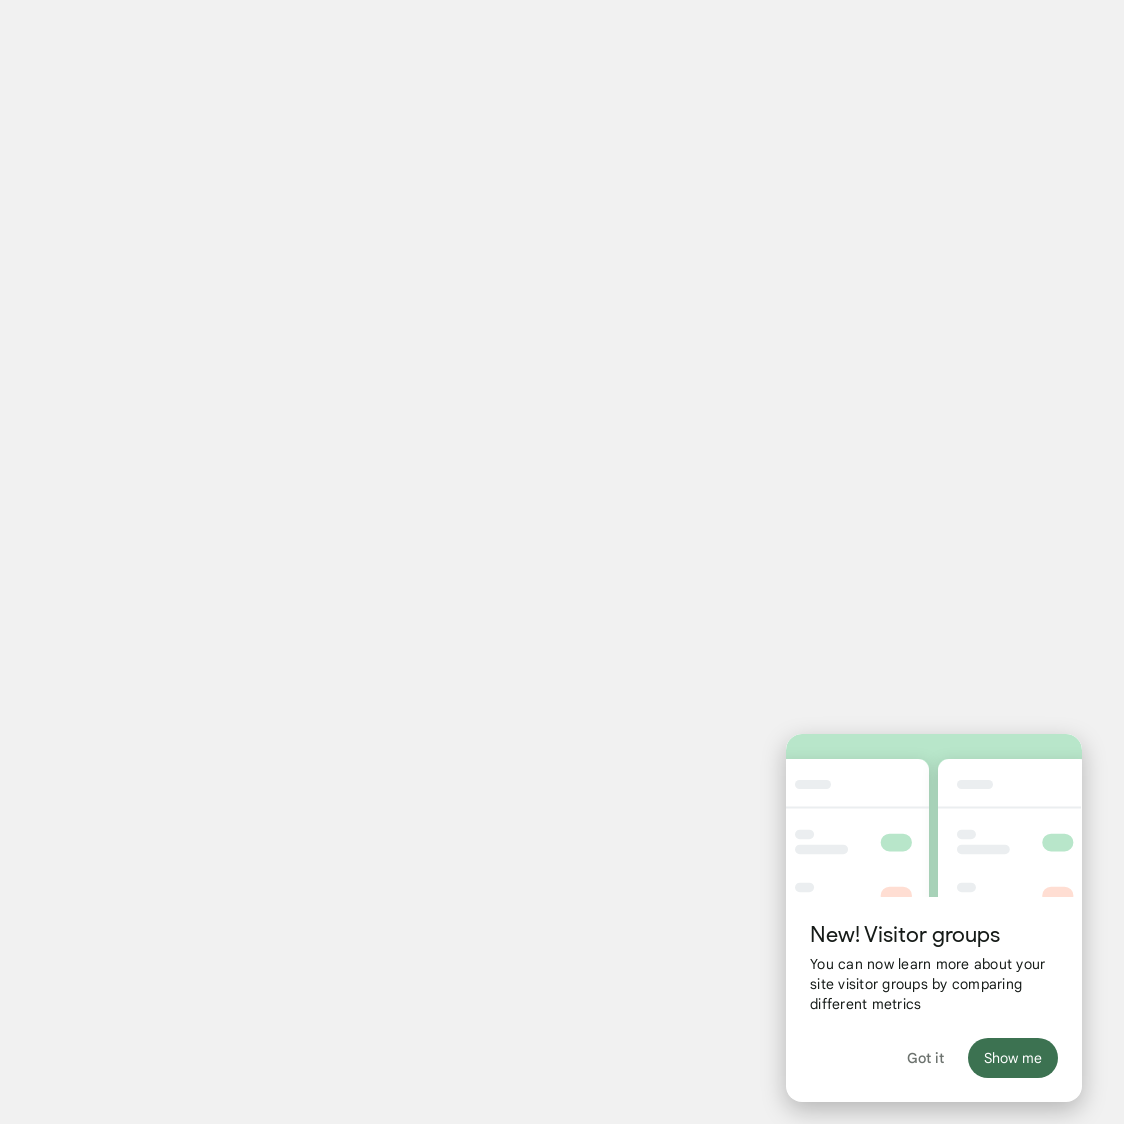 New! Visitor groups
You can now learn more about your
site visitor groups by comparing
different metrics
Got it
Show me